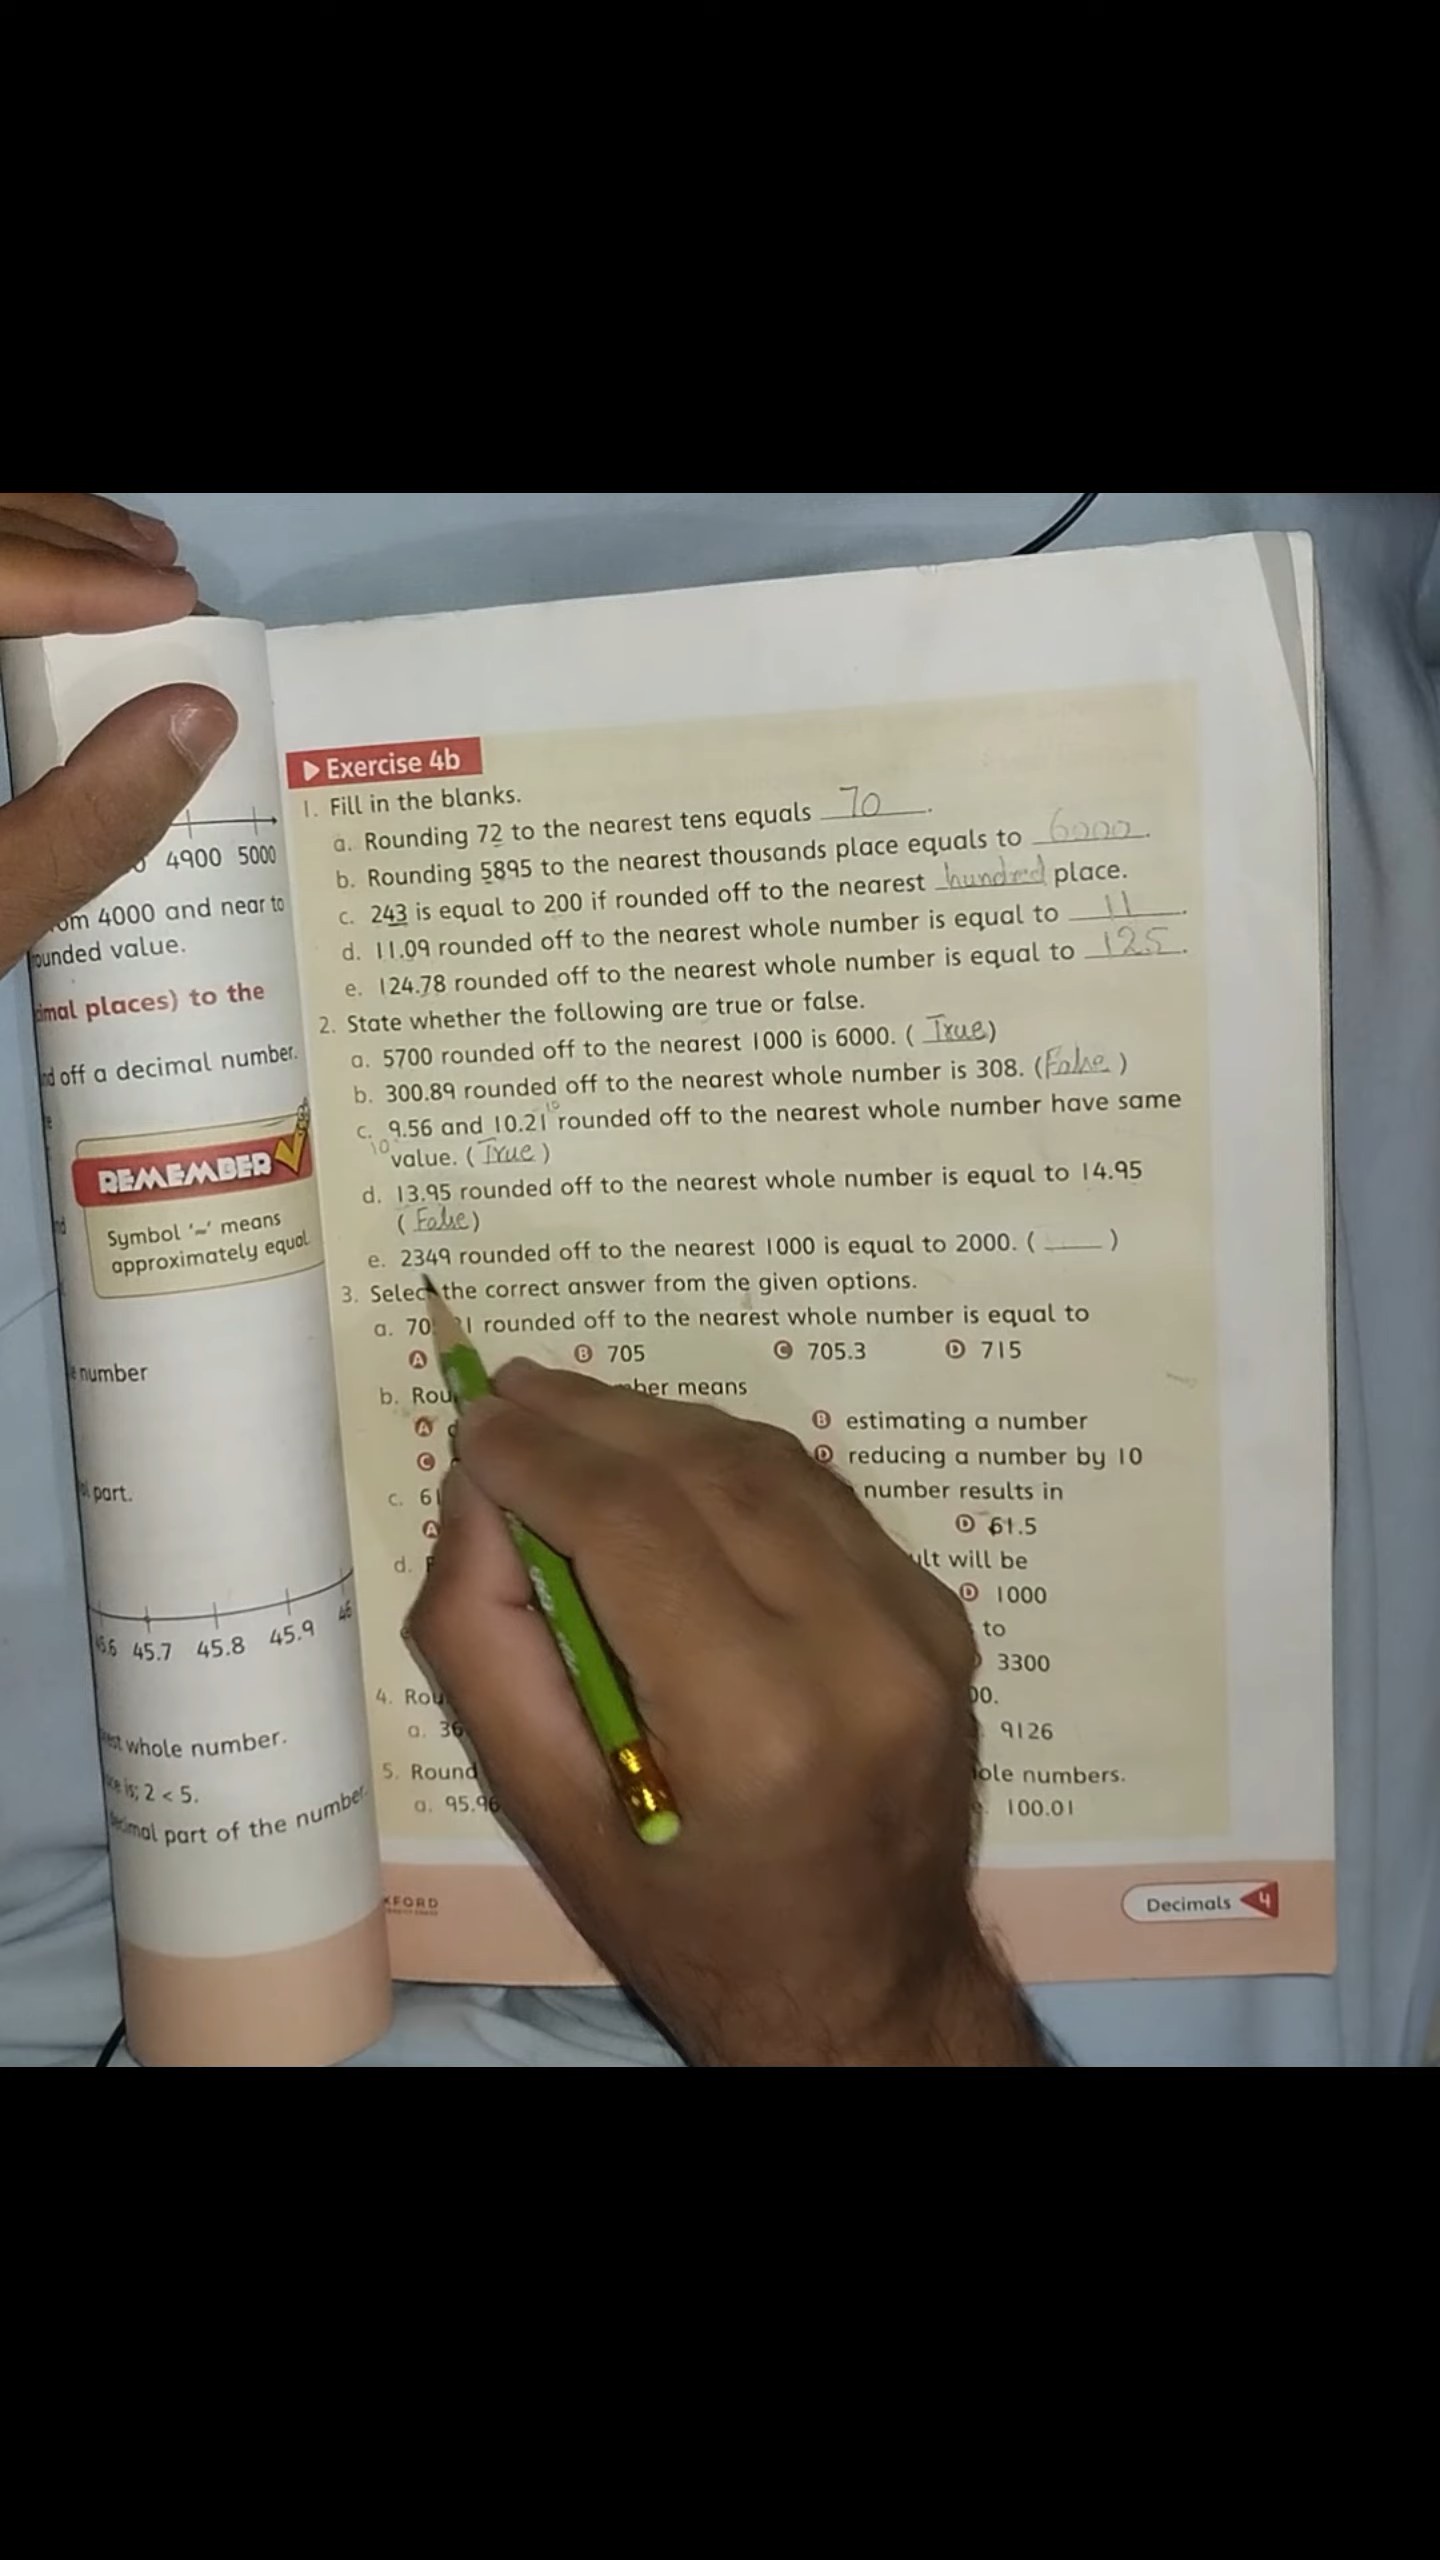 4900 5000
om 4000 and near to
ounded value.
imal places) to the
off a decimal number.
REMEMBER
Symbol '~' means
approximately equal.
number
part.
45.7 45.8 45.9 46
whole number.
is; 2 < 5.
part of the number.
Exercise 4b
1. Fill in the blanks.
a. Rounding 72 to the nearest tens equals 70.
b. Rounding 5895 to the nearest thousands place equals to 6000.
c. 243 is equal to 200 if rounded off to the nearest hundred place.
d. 11.09 rounded off to the nearest whole number is equal to 11.
e. 124.78 rounded off to the nearest whole number is equal to 125.
2. State whether the following are true or false.
a. 5700 rounded off to the nearest 1000 is 6000. (True)
b. 300.89 rounded off to the nearest whole number is 308. (False)
10
c. 9.56 and 10.21 rounded off to the nearest whole number have same
10 value. (True)
d. 13.95 rounded off to the nearest whole number is equal to 14.95
(False)
e. 2349 rounded off to the nearest 1000 is equal to 2000. ( ____ )
3. Select the correct answer from the given options.
a. 70 1 rounded off to the nearest whole number is equal to
A B 705 C 705.3 D 715
b. Rou ber means
A B estimating a number
C D reducing a number by 10
c. 61 number results in
A D 61.5
d. ult will be
D 1000
to
3300
4. Rou 00.
a. 36 9126
5. Round ole numbers.
a. 95.96 100.01
XFORD
Decimals 4